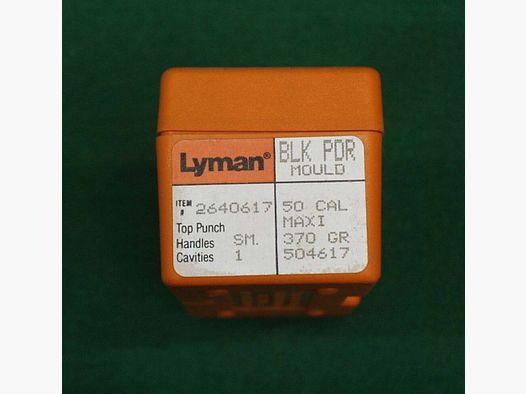 Lyman®
BLK PDR
MOULD
ITEM # 2640617
Top Punch
Handles SM.
Cavities 1
50 CAL
MAXI
370 GR
504617